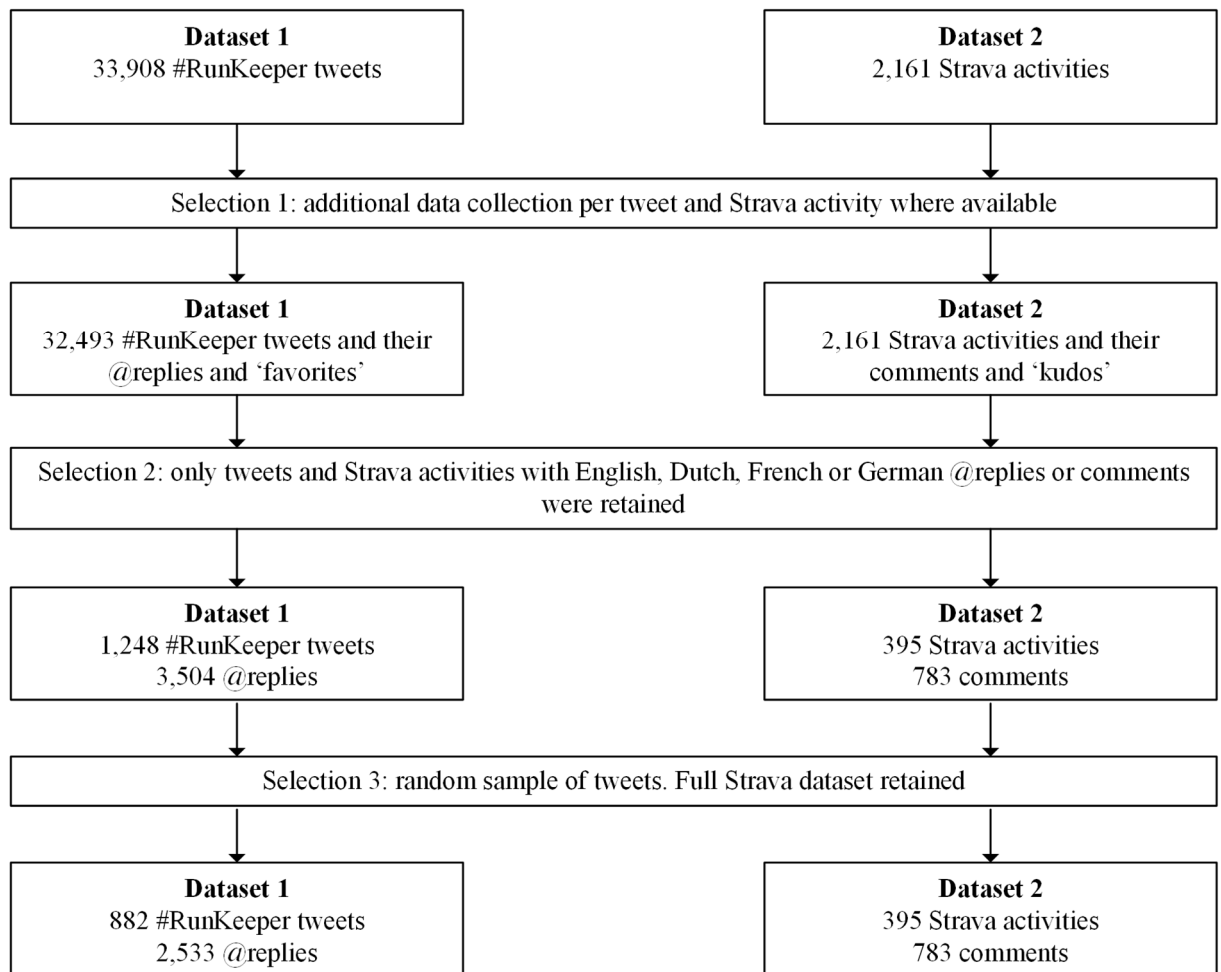 Dataset 1
33,908 #RunKeeper tweets
Dataset 2
2,161 Strava activities
Selection 1: additional data collection per tweet and Strava activity where available
Dataset 1
32,493 #RunKeeper tweets and their
@replies and ‘favorites’
Dataset 2
2,161 Strava activities and their
comments and ‘kudos’
Selection 2: only tweets and Strava activities with English, Dutch, French or German @replies or comments
were retained
Dataset 1
1,248 #RunKeeper tweets
3,504 @replies
Dataset 2
395 Strava activities
783 comments
Selection 3: random sample of tweets. Full Strava dataset retained
Dataset 1
882 #RunKeeper tweets
2,533 @replies
Dataset 2
395 Strava activities
783 comments